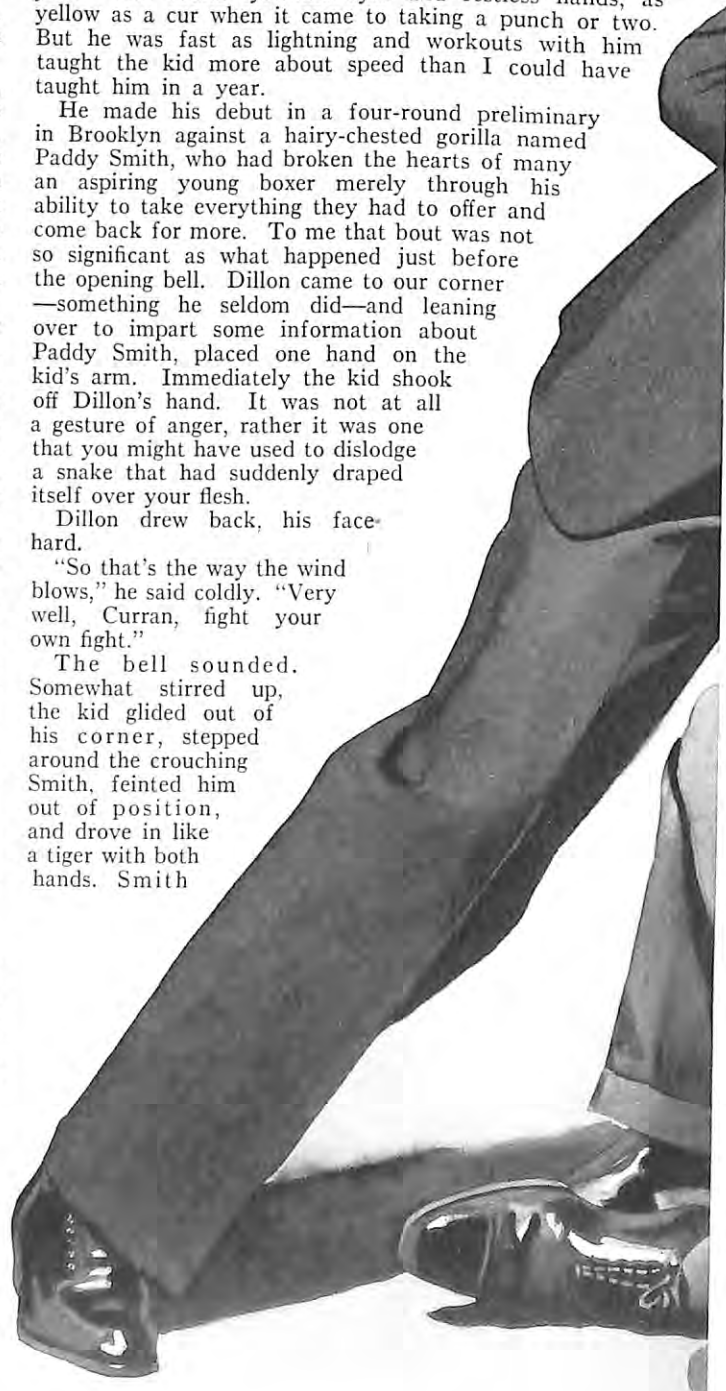 hands, as
yellow as a cur when it came to taking a punch or two.
But he was fast as lightning and workouts with him
taught the kid more about speed than I could have
taught him in a year.
He made his debut in a four-round preliminary
in Brooklyn against a hairy-chested gorilla named
Paddy Smith, who had broken the hearts of many
an aspiring young boxer merely through his
ability to take everything they had to offer and
come back for more. To me that bout was not
so significant as what happened just before
the opening bell. Dillon came to our corner
—something he seldom did—and leaning
over to impart some information about
Paddy Smith, placed one hand on the
kid's arm. Immediately the kid shook
off Dillon's hand. It was not at all
a gesture of anger, rather it was one
that you might have used to dislodge
a snake that had suddenly draped
itself over your flesh.
Dillon drew back, his face
hard.
“So that's the way the wind
blows,” he said coldly. “Very
well, Curran, fight your
own fight.”
The bell sounded.
Somewhat stirred up,
the kid glided out of
his corner, stepped
around the crouching
Smith, feinted him
out of position,
and drove in like
a tiger with both
hands. Smith